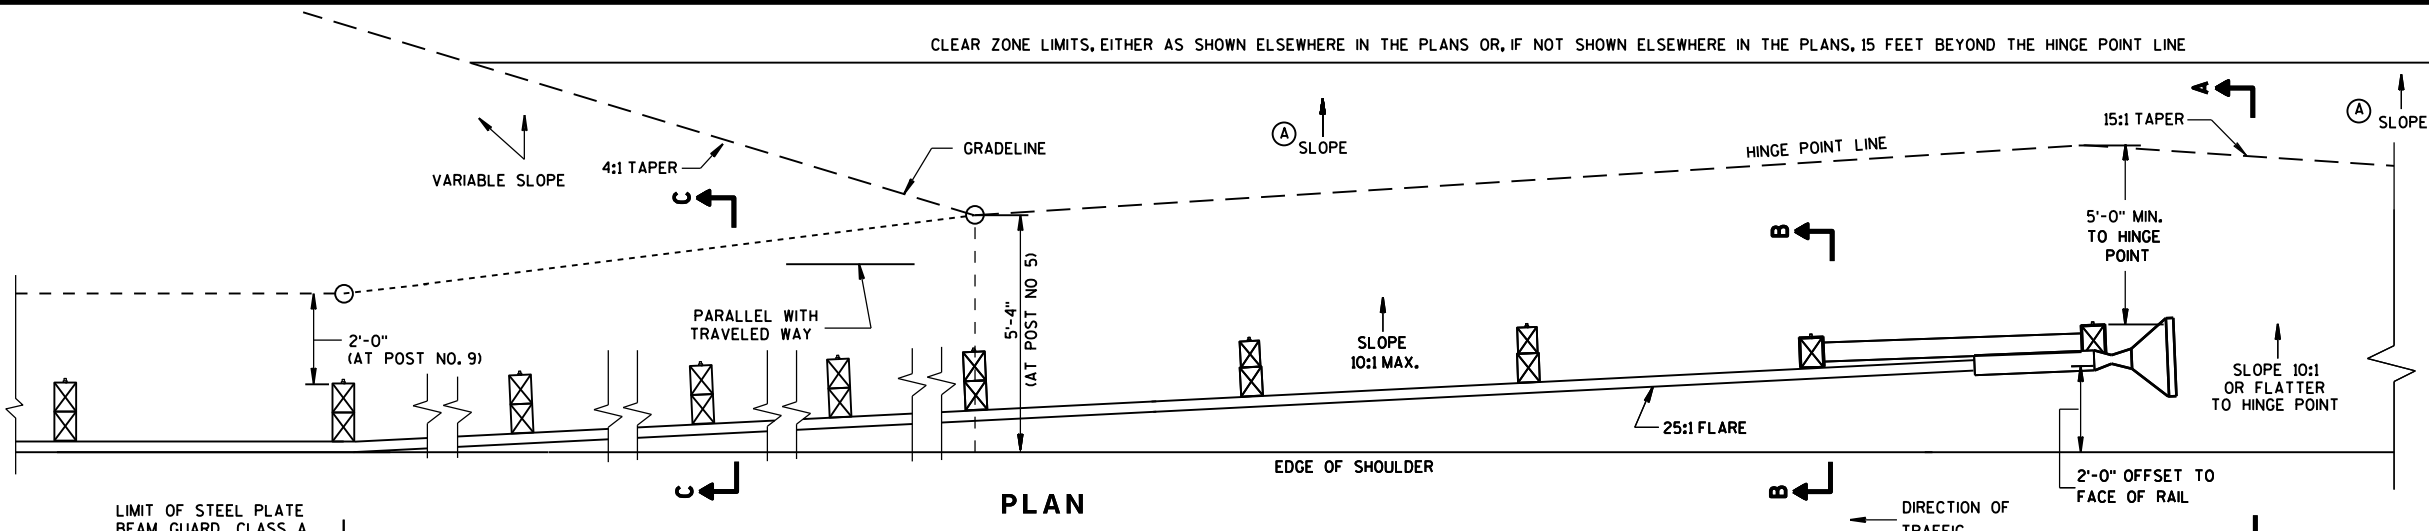 CLEAR ZONE LIMITS, EITHER AS SHOWN ELSEWHERE IN THE PLANS OR, IF NOT SHOWN ELSEWHERE IN THE PLANS, 15 FEET BEYOND THE HINGE POINT LINE
A
A
SLOPE
15:1 TAPER
A
SLOPE
HINGE POINT LINE
GRADELINE
4:1 TAPER
VARIABLE SLOPE
C
B
5'-0" MIN.
TO HINGE
POINT
5'-4"
(AT POST NO 5)
PARALLEL WITH
TRAVELED WAY
2'-0"
(AT POST NO. 9)
SLOPE
10:1 MAX.
SLOPE 10:1
OR FLATTER
TO HINGE POINT
25:1 FLARE
EDGE OF SHOULDER
2'-0" OFFSET TO
FACE OF RAIL
C
B
PLAN
LIMIT OF STEEL PLATE
BEAM GUARD, CLASS A
DIRECTION OF
TRAFFIC